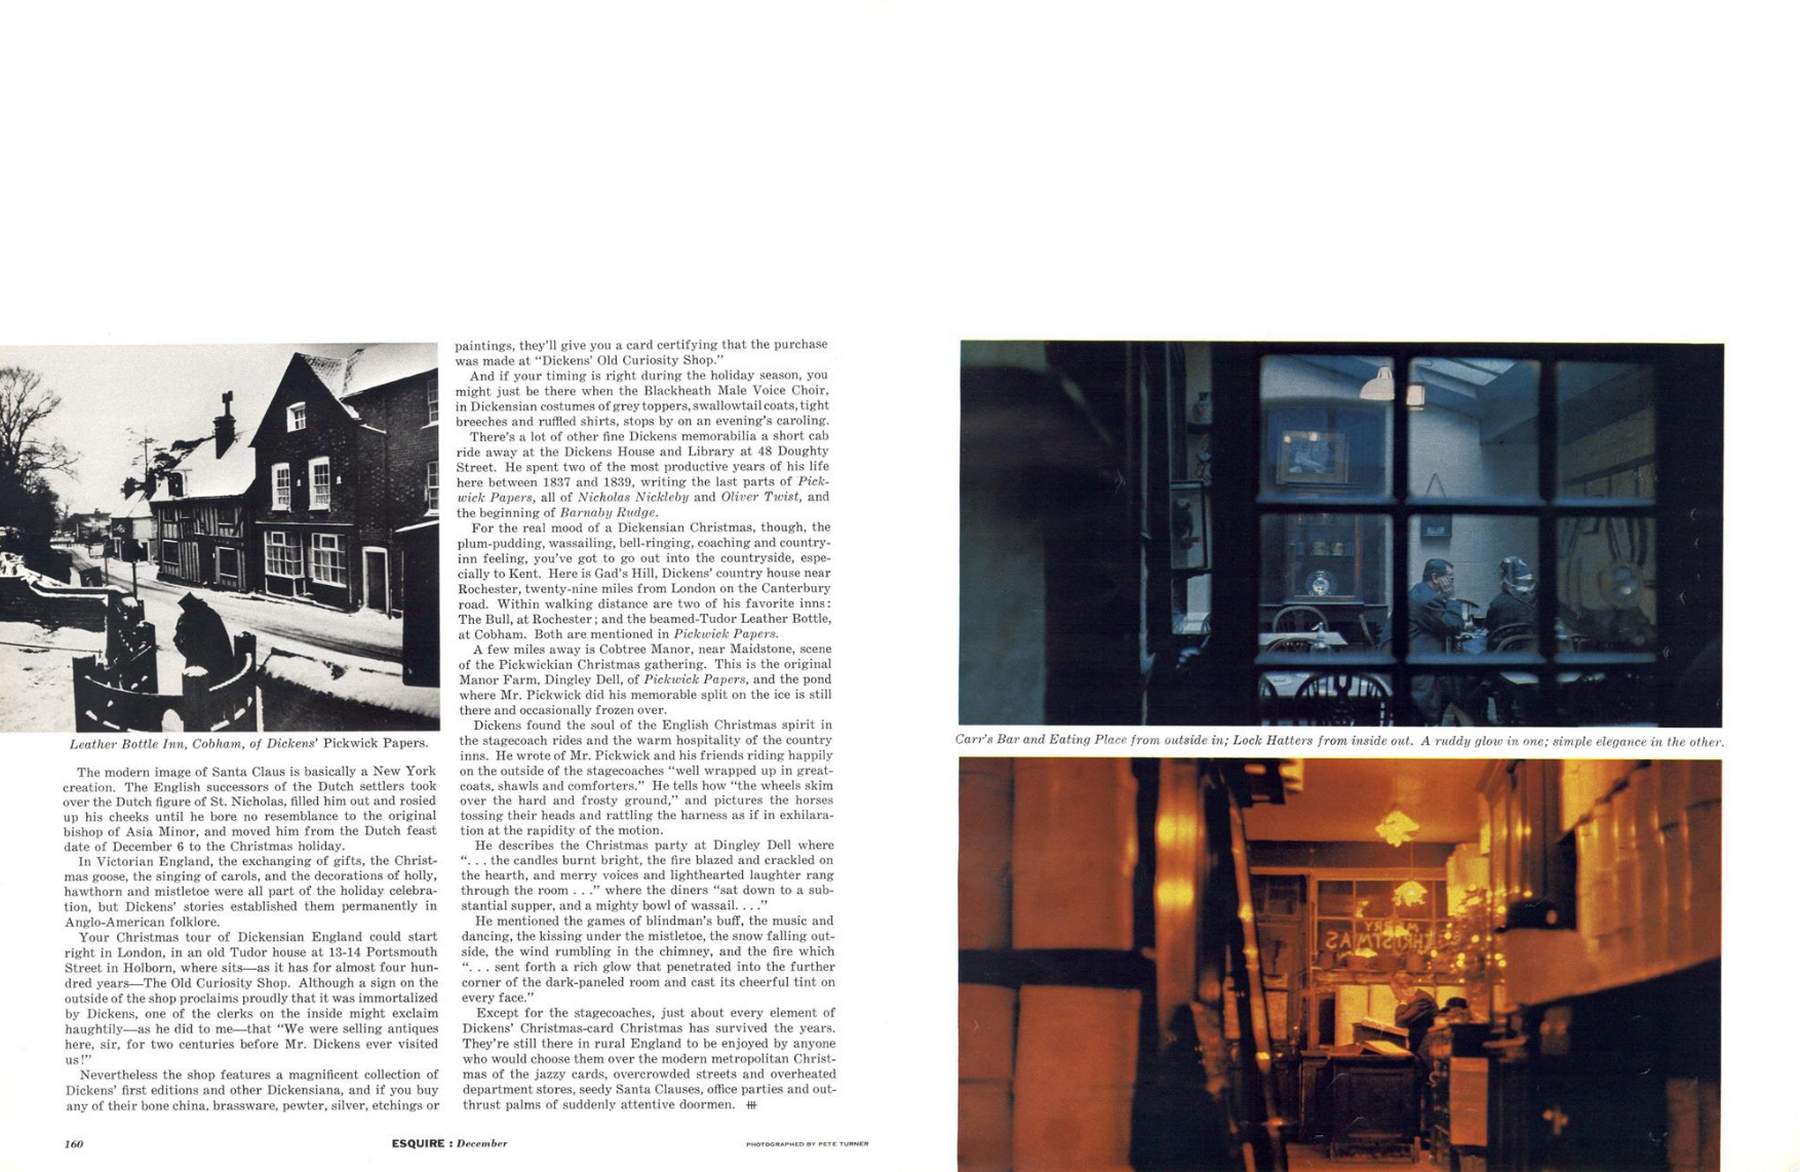 Leather Bottle Inn, Cobham, of Dickens' Pickwick Papers.
The modern image of Santa Claus is basically a New York
creation. The English successors of the Dutch settlers took
over the Dutch figure of St. Nicholas, filled him out and rosied
up his cheeks until he bore no resemblance to the original
bishop of Asia Minor, and moved him from the Dutch feast
date of December 6 to the Christmas holiday.
In Victorian England, the exchanging of gifts, the Christ-
mas goose, the singing of carols, and the decorations of holly,
hawthorn and mistletoe were all part of the holiday celebra-
tion, but Dickens' stories established them permanently in
Anglo-American folklore.
Your Christmas tour of Dickensian England could start
right in London, in an old Tudor house at 13-14 Portsmouth
Street in Holborn, where sits—as it has for almost four hun-
dred years—The Old Curiosity Shop. Although a sign on the
outside of the shop proclaims proudly that it was immortalized
by Dickens, one of the clerks on the inside might exclaim
haughtily—as he did to me—that "We were selling antiques
here, sir, for two centuries before Mr. Dickens ever visited
us!"
Nevertheless the shop features a magnificent collection of
Dickens' first editions and other Dickensiana, and if you buy
any of their bone china, brassware, pewter, silver, etchings or
paintings, they'll give you a card certifying that the purchase
was made at "Dickens' Old Curiosity Shop."
And if your timing is right during the holiday season, you
might just be there when the Blackheath Male Voice Choir,
in Dickensian costumes of grey toppers, swallowtail coats, tight
breeches and ruffled shirts, stops by on an evening's caroling.
There's a lot of other fine Dickens memorabilia a short cab
ride away at the Dickens House and Library at 48 Doughty
Street. He spent two of the most productive years of his life
here between 1837 and 1839, writing the last parts of Pick-
wick Papers, all of Nicholas Nickleby and Oliver Twist, and
the beginning of Barnaby Rudge.
For the real mood of a Dickensian Christmas, though, the
plum-pudding, wassailing, bell-ringing, coaching and country-
inn feeling, you've got to go out into the countryside, espe-
cially to Kent. Here is Gad's Hill, Dickens' country house near
Rochester, twenty-nine miles from London on the Canterbury
road. Within walking distance are two of his favorite inns:
The Bull, at Rochester; and the beamed-Tudor Leather Bottle,
at Cobham. Both are mentioned in Pickwick Papers.
A few miles away is Cobtree Manor, near Maidstone, scene
of the Pickwickian Christmas gathering. This is the original
Manor Farm, Dingley Dell, of Pickwick Papers, and the pond
where Mr. Pickwick did his memorable split on the ice is still
there and occasionally frozen over.
Dickens found the soul of the English Christmas spirit in
the stagecoach rides and the warm hospitality of the country
inns. He wrote of Mr. Pickwick and his friends riding happily
on the outside of the stagecoaches "well wrapped up in great-
coats, shawls and comforters." He tells how "the wheels skim
over the hard and frosty ground," and pictures the horses
tossing their heads and rattling the harness as if in exhilara-
tion at the rapidity of the motion.
He describes the Christmas party at Dingley Dell where
". . . the candles burnt bright, the fire blazed and crackled on
the hearth, and merry voices and lighthearted laughter rang
through the room . . ." where the diners "sat down to a sub-
stantial supper, and a mighty bowl of wassail. . . ."
He mentioned the games of blindman's buff, the music and
dancing, the kissing under the mistletoe, the snow falling out-
side, the wind rumbling in the chimney, and the fire which
". . . sent forth a rich glow that penetrated into the further
corner of the dark-paneled room and cast its cheerful tint on
every face."
Except for the stagecoaches, just about every element of
Dickens' Christmas-card Christmas has survived the years.
They're still there in rural England to be enjoyed by anyone
who would choose them over the modern metropolitan Christ-
mas of the jazzy cards, overcrowded streets and overheated
department stores, seedy Santa Clauses, office parties and out-
thrust palms of suddenly attentive doormen.
160
ESQUIRE : December
PHOTOGRAPHED BY PETE TURNER
Carr's Bar and Eating Place from outside in; Lock Hatters from inside out. A ruddy glow in one; simple elegance in the other.
MERRY
CHRISTMAS